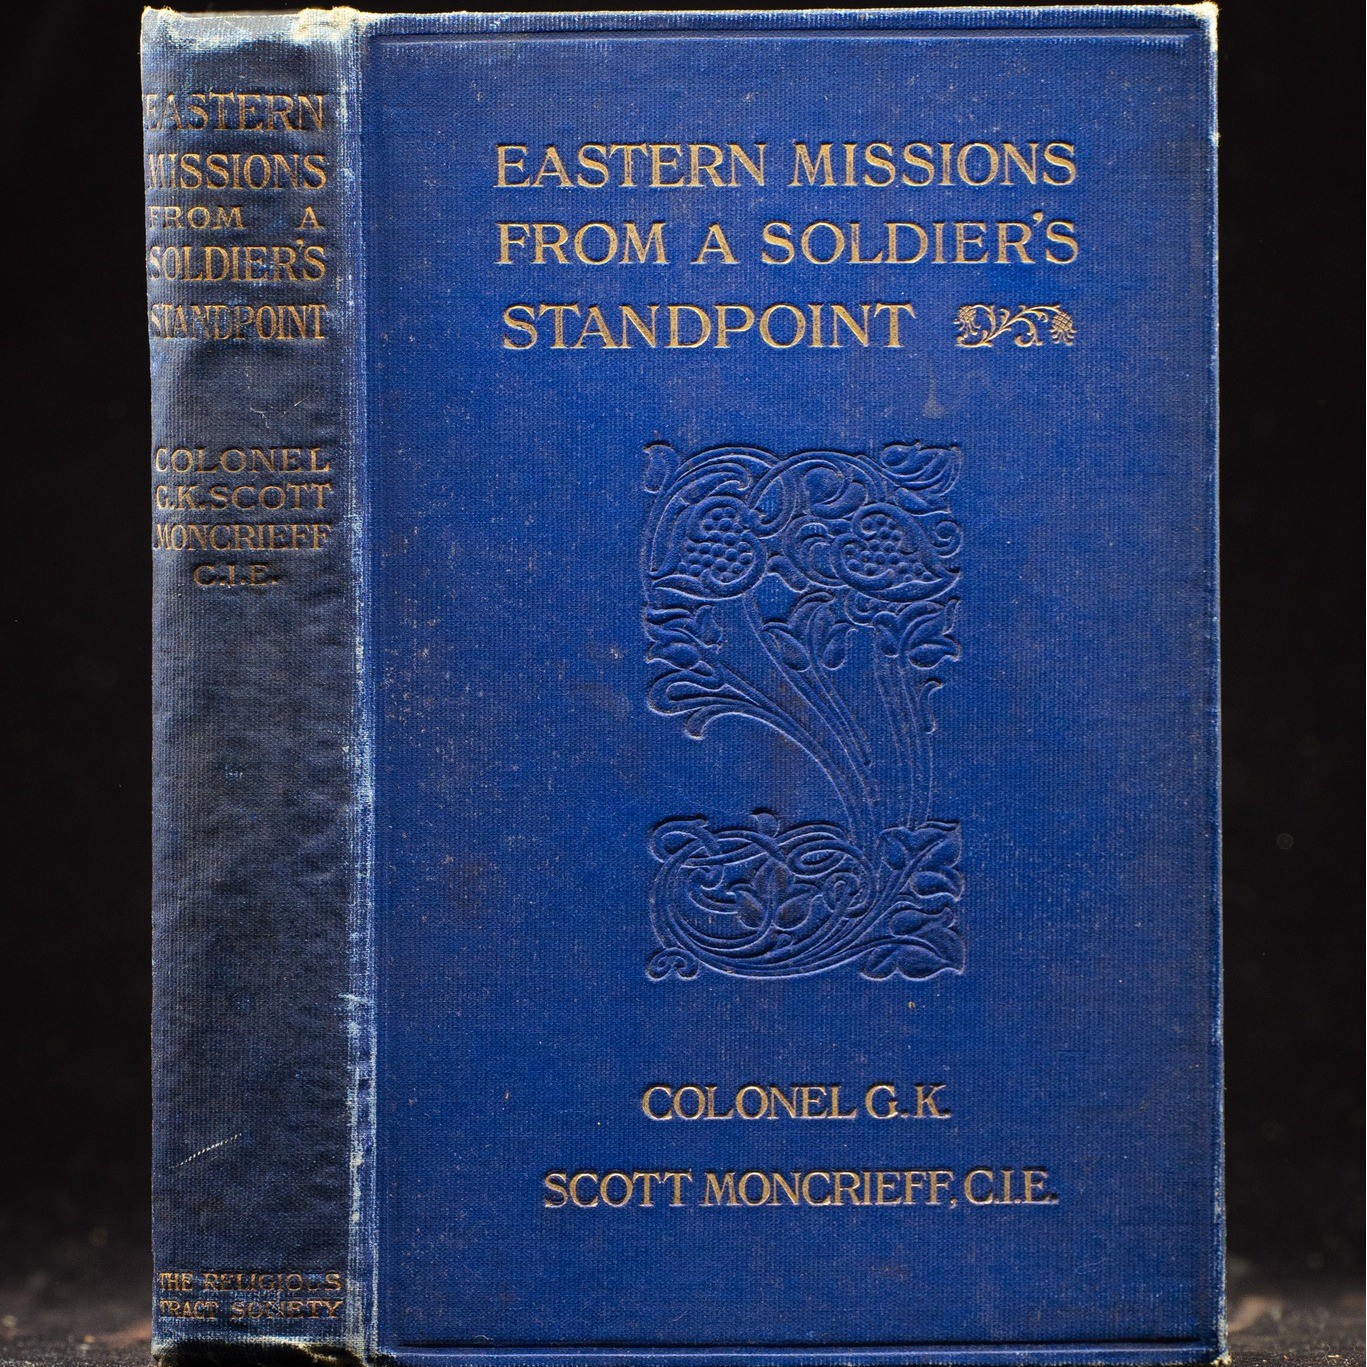 EASTERN
MISSIONS
FROM A
SOLDIER'S
STANDPOINT
COLONEL
G.K.SCOTT
MONCRIEFF
C.I.E.
THE RELIGIOUS
TRACT SOCIETY
EASTERN MISSIONS
FROM A SOLDIER'S
STANDPOINT
COLONEL G.K.
SCOTT MONCRIEFF, C.I.E.